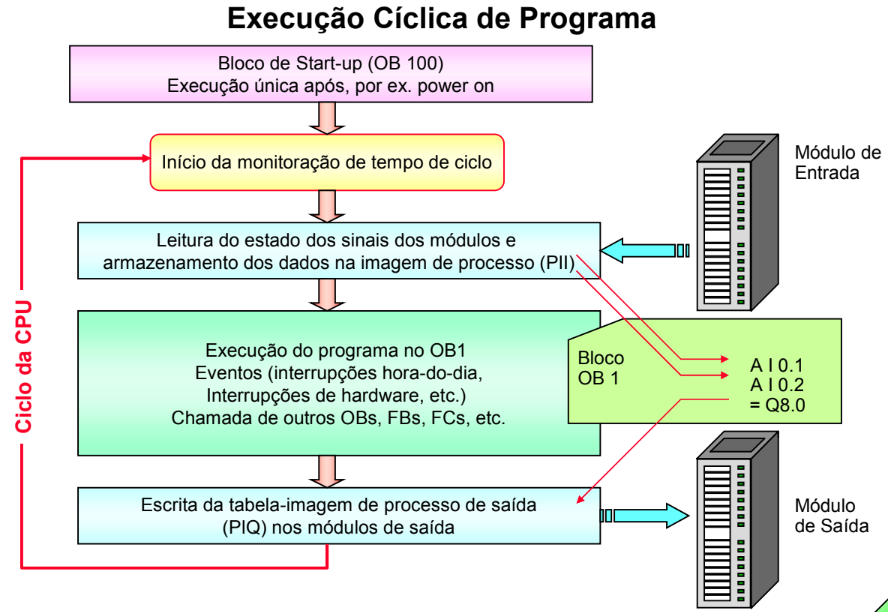 Execução Cíclica de Programa
Bloco de Start-up (OB 100)
Execução única após, por ex. power on
Início da monitoração de tempo de ciclo
Módulo de
Entrada
Leitura do estado dos sinais dos módulos e
armazenamento dos dados na imagem de processo (PII)
Ciclo da CPU
Execução do programa no OB1
Eventos (interrupções hora-do-dia,
Interrupções de hardware, etc.)
Chamada de outros OBs, FBs, FCs, etc.
Bloco
OB 1
A I 0.1
A I 0.2
= Q8.0
Escrita da tabela-imagem de processo de saída
(PIQ) nos módulos de saída
Módulo
de Saída